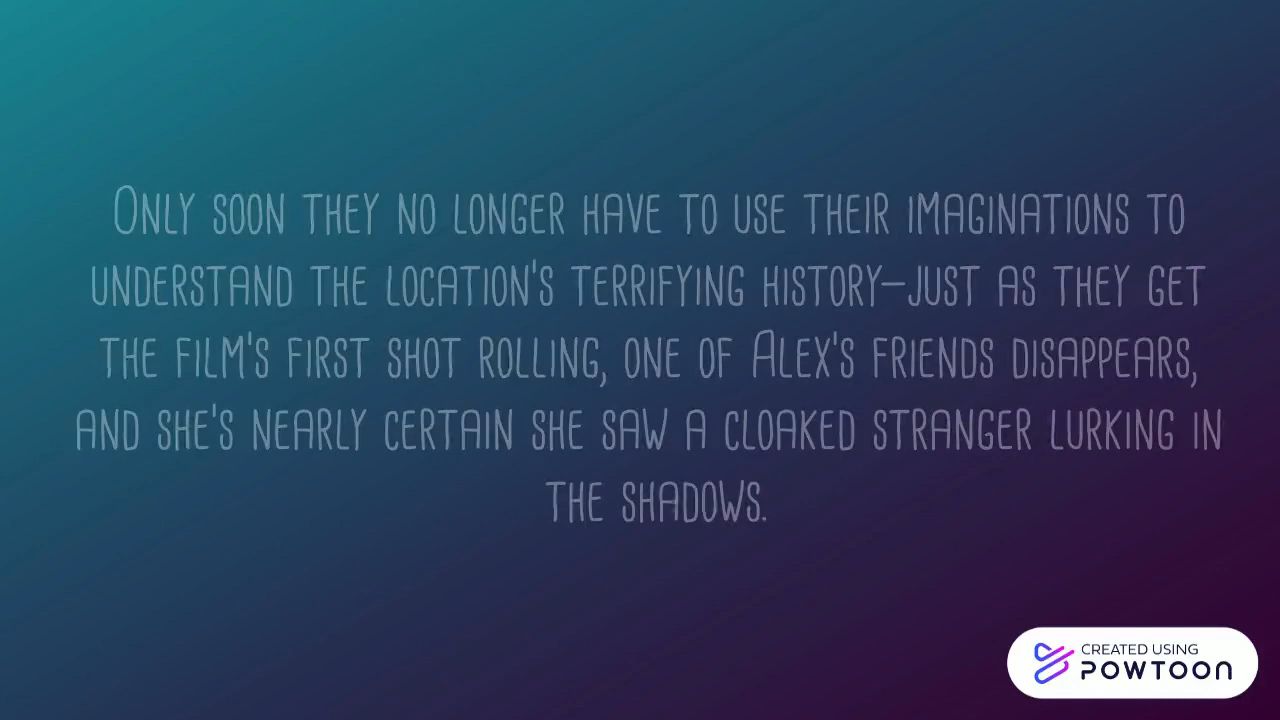 Only soon they no longer have to use their imaginations to
understand the location's terrifying history—just as they get
the film's first shot rolling, one of Alex's friends disappears,
and she's nearly certain she saw a cloaked stranger lurking in
the shadows.
CREATED USING
POWTOON